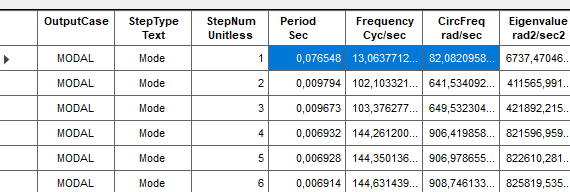 OutputCase StepType StepNum Period Frequency CircFreq Eigenvalue
Text Unitless Sec Cyc/sec rad/sec rad2/sec2
MODAL Mode 1 0,076548 13,0637712... 82,0820958... 6737,47046...
MODAL Mode 2 0,009794 102,103321... 641,534092... 411565,991...
MODAL Mode 3 0,009673 103,376277... 649,532304... 421892,215...
MODAL Mode 4 0,006932 144,261200... 906,419858... 821596,959...
MODAL Mode 5 0,006928 144,350136... 906,978655... 822610,281...
MODAL Mode 6 0,006914 144,631439... 908,746133... 825819,535...